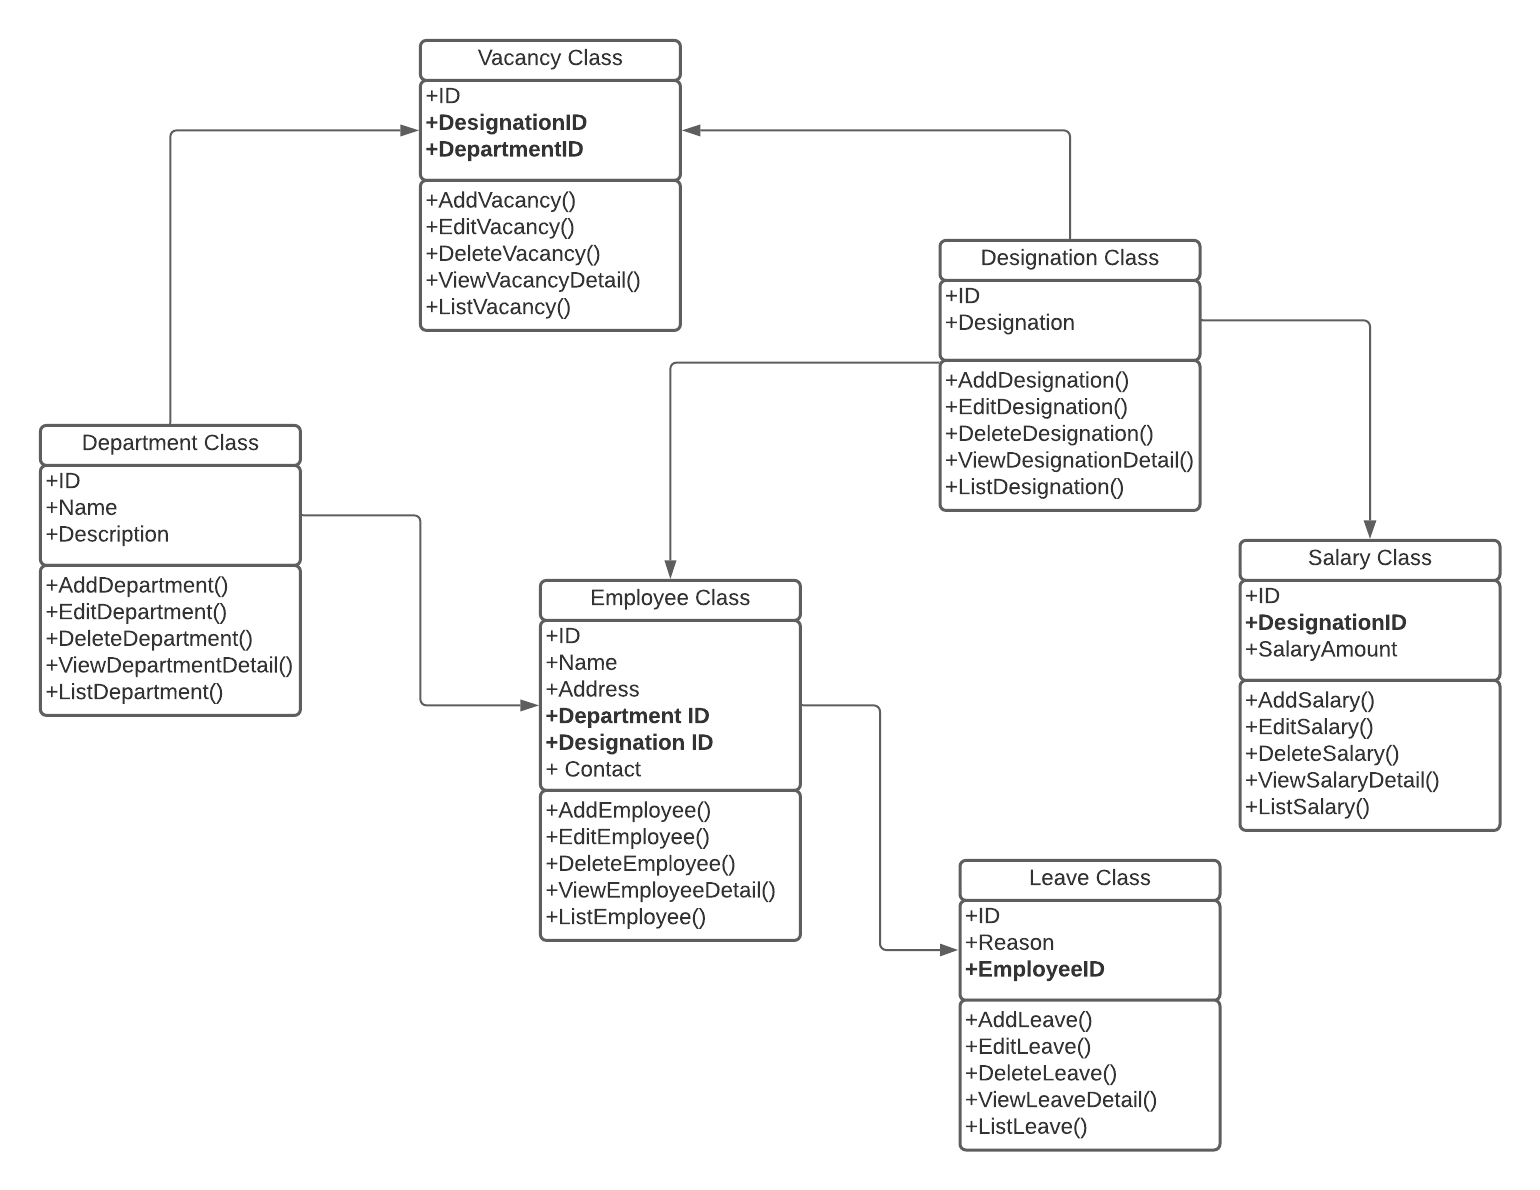 Vacancy Class
+ID
+DesignationID
+DepartmentID
+AddVacancy()
+EditVacancy()
+DeleteVacancy()
+ViewVacancyDetail()
+ListVacancy()
Designation Class
+ID
+Designation
+AddDesignation()
+EditDesignation()
+DeleteDesignation()
+ViewDesignationDetail()
+ListDesignation()
Department Class
+ID
+Name
+Description
+AddDepartment()
+EditDepartment()
+DeleteDepartment()
+ViewDepartmentDetail()
+ListDepartment()
Employee Class
+ID
+Name
+Address
+Department ID
+Designation ID
+ Contact
+AddEmployee()
+EditEmployee()
+DeleteEmployee()
+ViewEmployeeDetail()
+ListEmployee()
Salary Class
+ID
+DesignationID
+SalaryAmount
+AddSalary()
+EditSalary()
+DeleteSalary()
+ViewSalaryDetail()
+ListSalary()
Leave Class
+ID
+Reason
+EmployeeID
+AddLeave()
+EditLeave()
+DeleteLeave()
+ViewLeaveDetail()
+ListLeave()